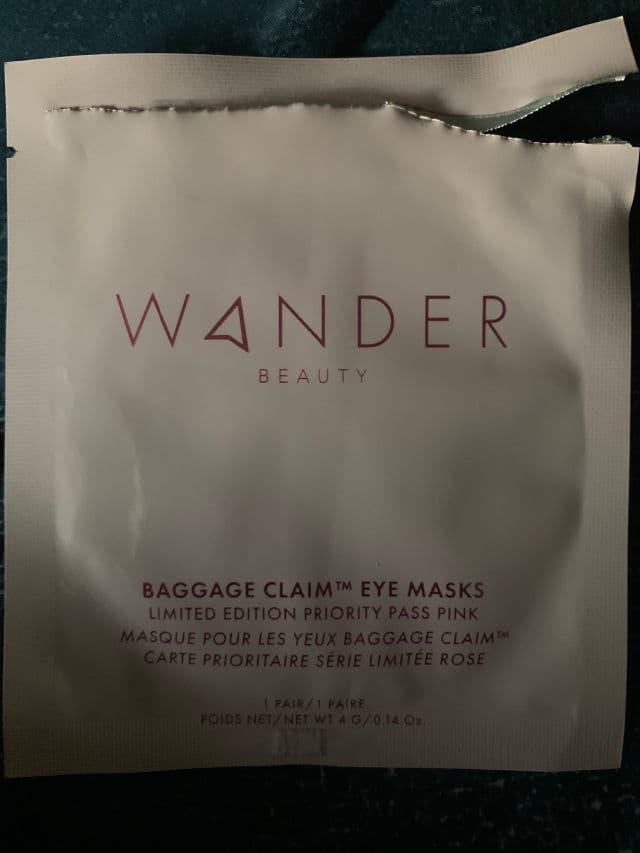 WANDER
BEAUTY
BAGGAGE CLAIM™ EYE MASKS
LIMITED EDITION PRIORITY PASS PINK
MASQUE POUR LES YEUX BAGGAGE CLAIM™
CARTE PRIORITAIRE SÉRIE LIMITÉE ROSE
1 PAIR/1 PAIRE
POIDS NET/NET WT 4 G/0.14 Oz.